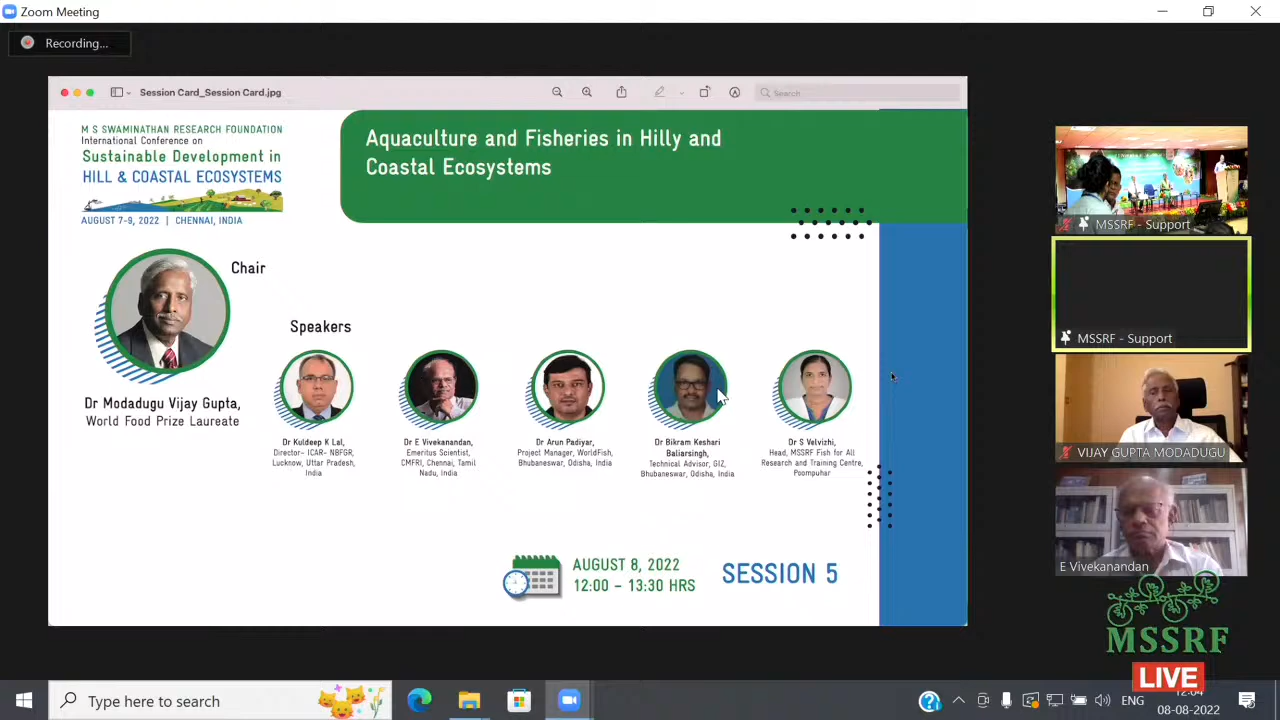 Zoom Meeting
Recording...
Session Card_Session Card.jpg
Search
M S SWAMINATHAN RESEARCH FOUNDATION
International Conference on
Sustainable Development in
HILL & COASTAL ECOSYSTEMS
AUGUST 7-9, 2022 | CHENNAI, INDIA
Aquaculture and Fisheries in Hilly and
Coastal Ecosystems
Chair
Dr Modadugu Vijay Gupta,
World Food Prize Laureate
Speakers
Dr Kuldeep K Lal,
Director- ICAR- NBFGR,
Lucknow, Uttar Pradesh,
India
Dr E Vivekanandan,
Emeritus Scientist,
CMFRI, Chennai, Tamil
Nadu, India
Dr Arun Padiyar,
Project Manager, WorldFish,
Bhubaneswar, Odisha, India
Dr Bikram Keshari
Baliarsingh,
Technical Advisor, GIZ,
Bhubaneswar, Odisha, India
Dr S Velvizhi,
Head, MSSRF Fish for All
Research and Training Centre,
Poompuhar
AUGUST 8, 2022
12:00 - 13:30 HRS
SESSION 5
MSSRF - Support
MSSRF - Support
VIJAY GUPTA MODADUGU
E Vivekanandan
MSSRF
LIVE
Type here to search
ENG
12:04
08-08-2022